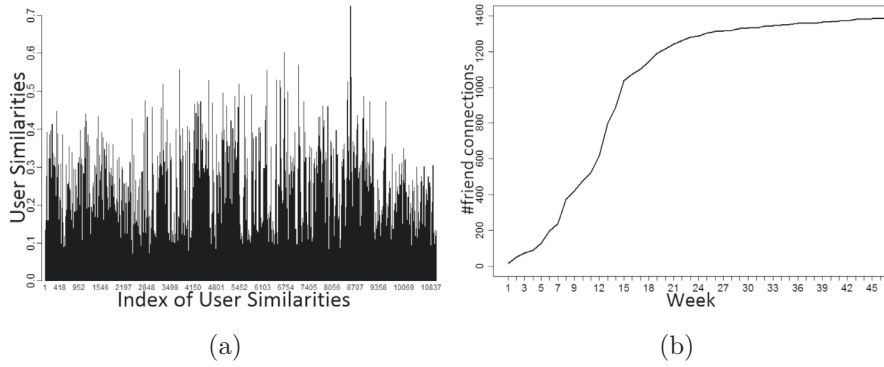 0.7
0.6
0.5
0.4
0.3
0.2
0.1
0.0
User Similarities
1 418 952 1546 2197 2848 3499 4150 4801 5452 6103 6754 7405 8056 8707 9358 10069 10837
Index of User Similarities
(a)
1400
1200
1000
800
600
400
200
0
#friend connections
1 3 5 7 9 12 15 18 21 24 27 30 33 36 39 42 45
Week
(b)